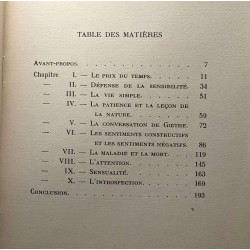 TABLE DES MATIÈRES
AVANT-PROPOS. 7
Chapitre I. — LE PRIX DU TEMPS. 11
— II. — DÉFENSE DE LA SENSIBILITÉ. 34
— III. — LA VIE SIMPLE. 51
— IV. — LA PATIENCE ET LA LEÇON DE
LA NATURE. 59
— V. — LA CONVERSATION DE GŒTHE. 72
— VI. — LES SENTIMENTS CONSTRUCTIFS
ET LES SENTIMENTS NÉGATIFS. 86
— VII. — LA MALADIE ET LA MORT. 119
— VIII. — L'ATTENTION. 145
— IX. — SENSUALITÉ. 163
— X. — L'INTROSPECTION. 169
CONCLUSION. 193